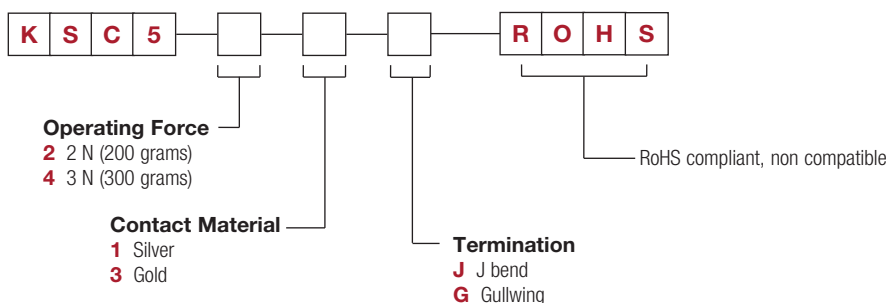 K S C 5 R O H S
Operating Force
2 2 N (200 grams)
4 3 N (300 grams)
RoHS compliant, non compatible
Contact Material
1 Silver
3 Gold
Termination
J J bend
G Gullwing